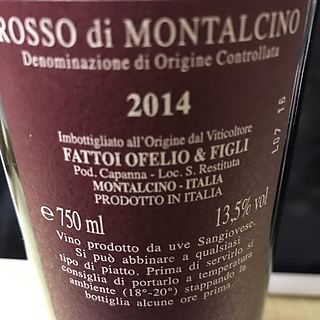 ROSSO di MONTALCINO
Denominazione di Origine Controllata
2014
Imbottigliato all'Origine dal Viticoltore
FATTOI OFELIO & FIGLI
Pod. Capanna - Loc. S. Restituta
MONTALCINO - ITALIA
PRODOTTO IN ITALIA
e 750 ml 13,5% vol
Vino prodotto da uve Sangiovese.
Si può abbinare a qualsiasi
tipo di piatto. Prima di servirlo si
consiglia di portarlo a temperatura
ambiente (18°-20°) stappando la
bottiglia alcune ore prima.
L07 16